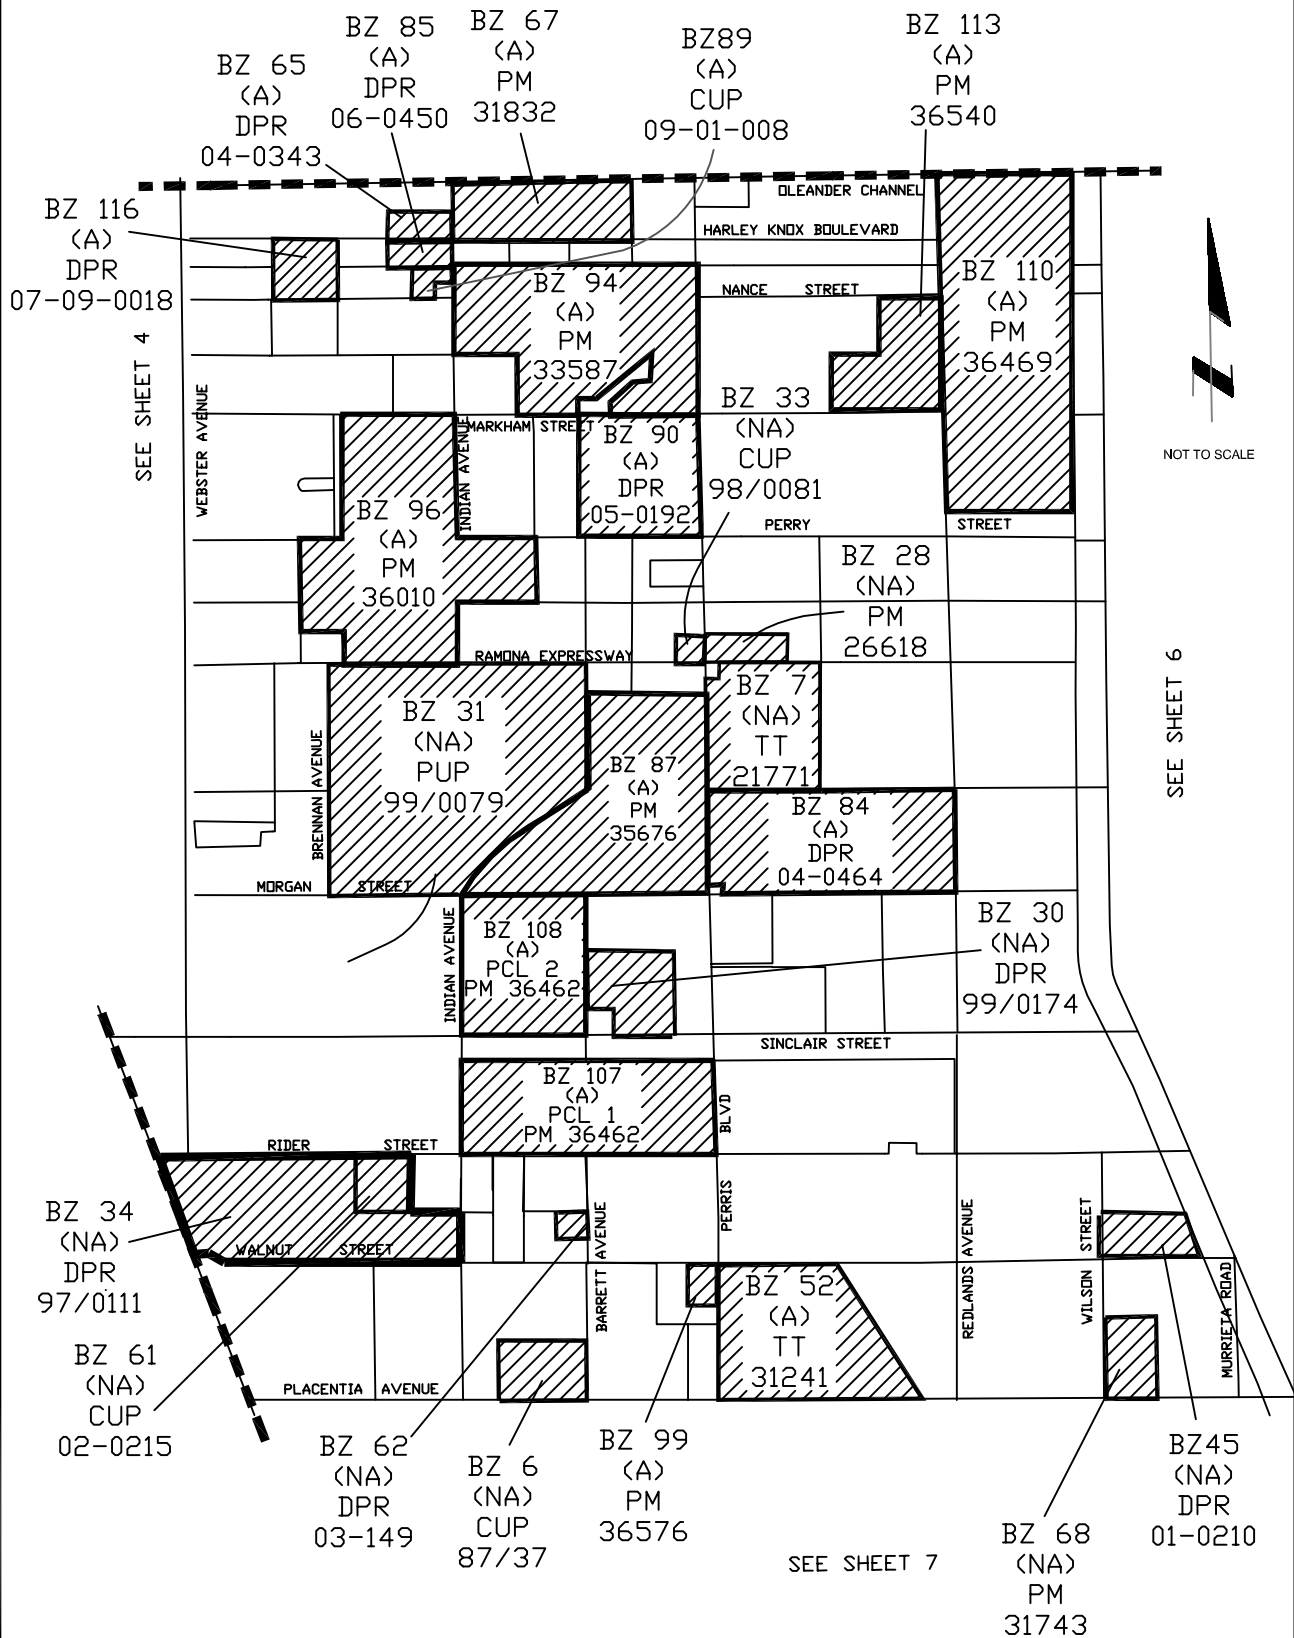 BZ 65
(A)
DPR
04-0343
BZ 85
(A)
DPR
06-0450
BZ 67
(A)
PM
31832
BZ89
(A)
CUP
09-01-008
BZ 113
(A)
PM
36540
BZ 116
(A)
DPR
07-09-0018
OLEANDER CHANNEL
HARLEY KNOX BOULEVARD
NANCE STREET
BZ 94
(A)
PM
33587
BZ 110
(A)
PM
36469
SEE SHEET 4
WEBSTER AVENUE
NOT TO SCALE
MARKHAM STREET
INDIAN AVENUE
BZ 90
(A)
DPR
05-0192
BZ 33
(NA)
CUP
98/0081
BZ 96
(A)
PM
36010
PERRY STREET
BZ 28
(NA)
PM
26618
RAMONA EXPRESSWAY
SEE SHEET 6
BZ 31
(NA)
PUP
99/0079
BZ 7
(NA)
TT
21771
BZ 87
(A)
PM
35676
BZ 84
(A)
DPR
04-0464
BRENNAN AVENUE
MORGAN STREET
INDIAN AVENUE
BZ 108
(A)
PCL 2
PM 36462
BZ 30
(NA)
DPR
99/0174
SINCLAIR STREET
BZ 107
(A)
PCL 1
PM 36462
PERRIS BLVD
RIDER STREET
BZ 34
(NA)
DPR
97/0111
WALNUT STREET
BARRETT AVENUE
REDLANDS AVENUE
WILSON STREET
MURRIETA ROAD
BZ 52
(A)
TT
31241
BZ 61
(NA)
CUP
02-0215
PLACENTIA AVENUE
BZ 62
(NA)
DPR
03-149
BZ 6
(NA)
CUP
87/37
BZ 99
(A)
PM
36576
BZ45
(NA)
DPR
01-0210
BZ 68
(NA)
PM
31743
SEE SHEET 7